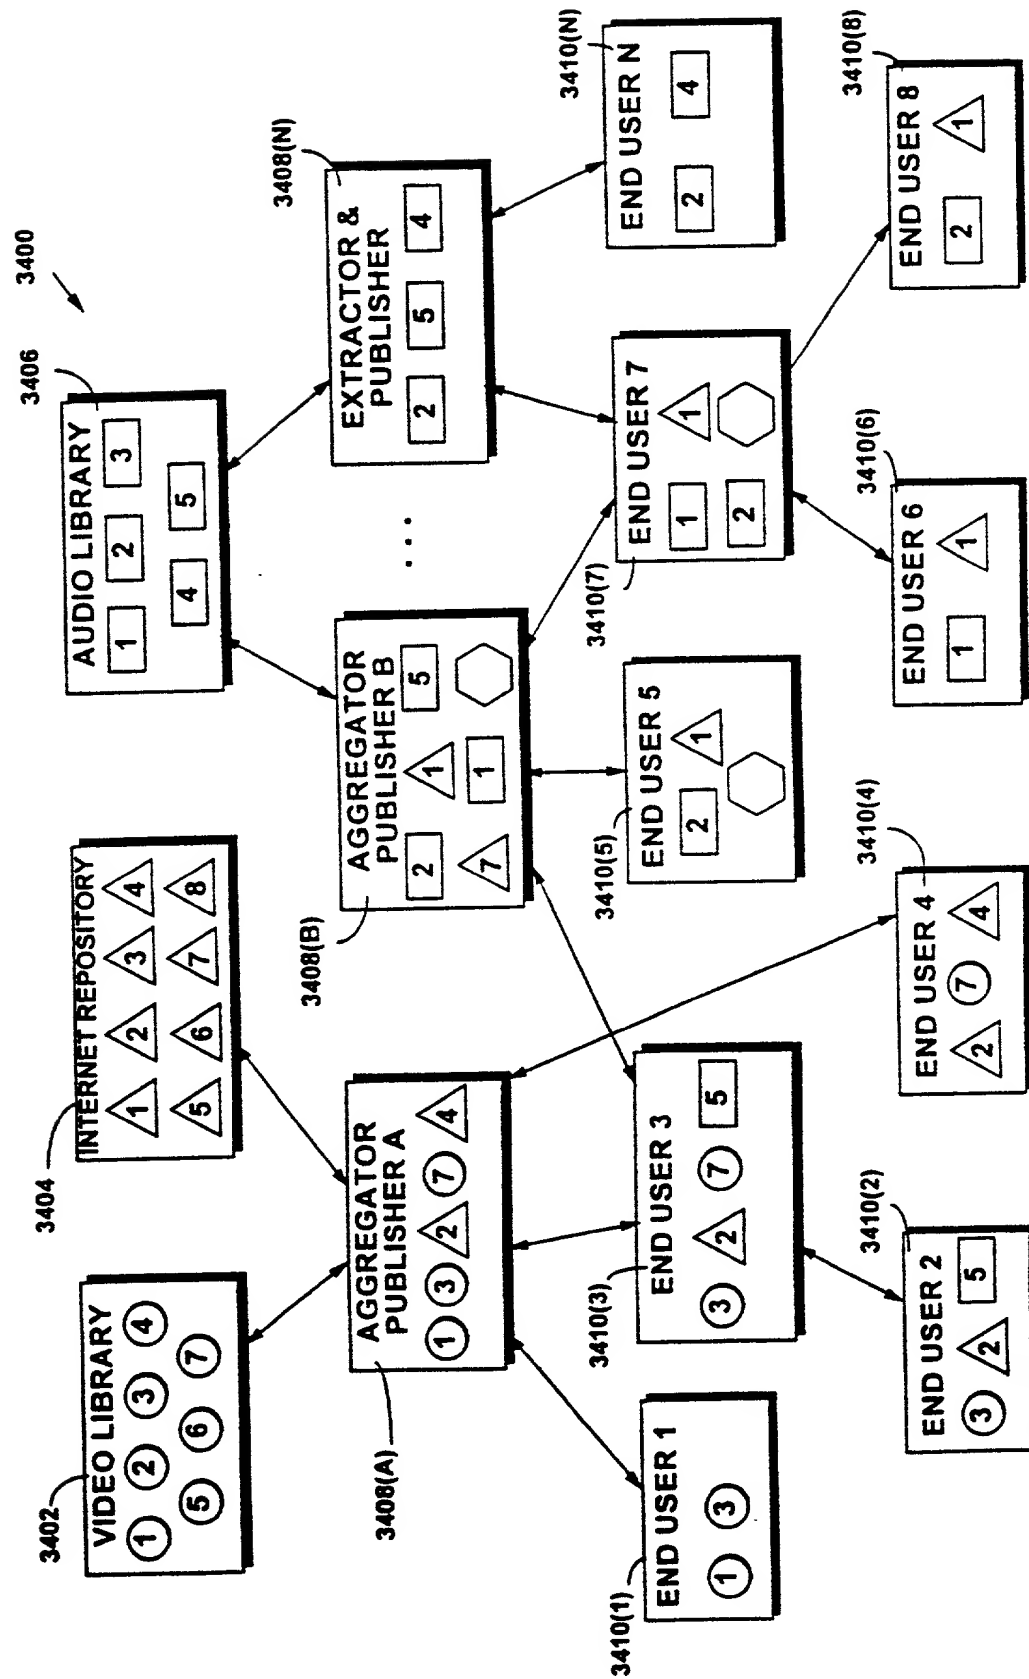 3400
3402
VIDEO LIBRARY
1 2 3 4
5 6 7
3404
INTERNET REPOSITORY
1 2 3 4
5 6 7 8
3406
AUDIO LIBRARY
1 2 3
4 5
3408(A)
AGGREGATOR
PUBLISHER A
1 3 2 7 4
3408(B)
AGGREGATOR
PUBLISHER B
2 1 5
7 1
...
3408(N)
EXTRACTOR &
PUBLISHER
2 5 4
3410(1)
END USER 1
1 3
3410(3)
END USER 3
3 2 7 5
3410(5)
END USER 5
2 1
3410(7)
END USER 7
1 1
2
3410(N)
END USER N
2 4
3410(2)
END USER 2
3 2 5
3410(4)
END USER 4
2 7 4
3410(6)
END USER 6
1 1
3410(8)
END USER 8
2 1